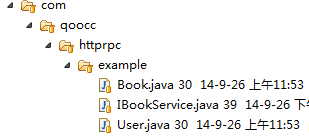 com
qoocc
httprpc
example
Book.java 30 14-9-26 上午11:53
IBookService.java 39 14-9-26 下午
User.java 30 14-9-26 上午11:53